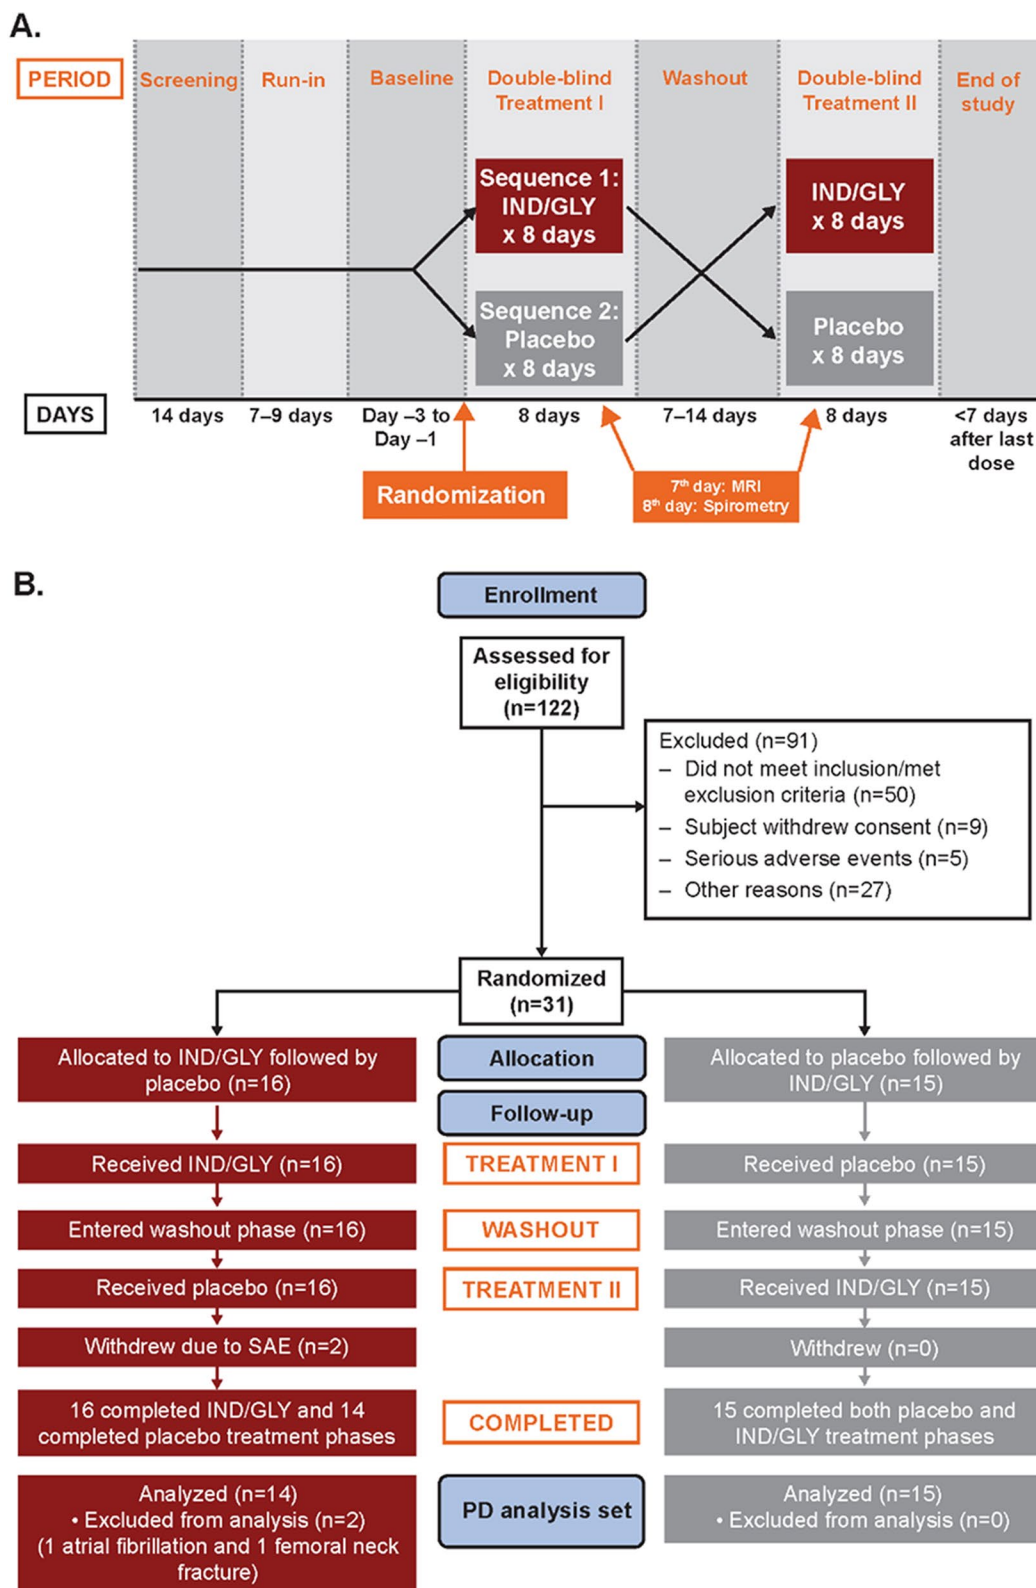 A.
PERIOD
Screening
Run-in
Baseline
Double-blind
Treatment I
Washout
Double-blind
Treatment II
End of
study
Sequence 1:
IND/GLY
x 8 days
IND/GLY
x 8 days
Sequence 2:
Placebo
x 8 days
Placebo
x 8 days
DAYS
14 days
7–9 days
Day –3 to
Day –1
8 days
7–14 days
8 days
<7 days
after last
dose
Randomization
7th day: MRI
8th day: Spirometry
B.
Enrollment
Assessed for
eligibility
(n=122)
Excluded (n=91)
– Did not meet inclusion/met
exclusion criteria (n=50)
– Subject withdrew consent (n=9)
– Serious adverse events (n=5)
– Other reasons (n=27)
Randomized
(n=31)
Allocated to IND/GLY followed by
placebo (n=16)
Allocation
Allocated to placebo followed by
IND/GLY (n=15)
Follow-up
Received IND/GLY (n=16)
TREATMENT I
Received placebo (n=15)
Entered washout phase (n=16)
WASHOUT
Entered washout phase (n=15)
Received placebo (n=16)
TREATMENT II
Received IND/GLY (n=15)
Withdrew due to SAE (n=2)
Withdrew (n=0)
16 completed IND/GLY and 14
completed placebo treatment phases
COMPLETED
15 completed both placebo and
IND/GLY treatment phases
Analyzed (n=14)
• Excluded from analysis (n=2)
(1 atrial fibrillation and 1 femoral neck
fracture)
PD analysis set
Analyzed (n=15)
• Excluded from analysis (n=0)